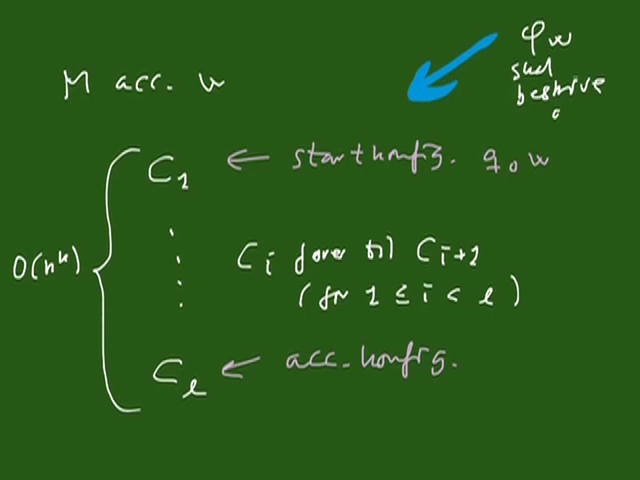 φw
skal
beskrive
M acc. w
C1 ← startkonfig. q0w
O(n^k)
Ci fører til Ci+1
(for 1 ≤ i < l)
Cl ← acc. konfig.